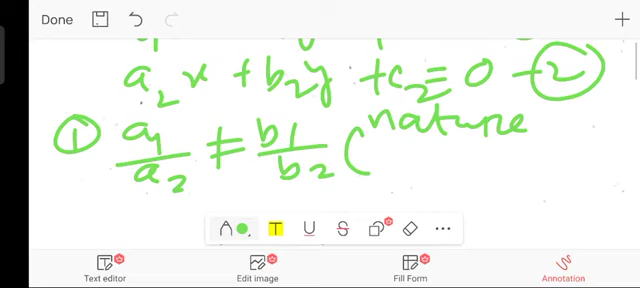 Done
a₂x + b₂y + c₂ = 0 - ②
① a₁/a₂ ≠ b₁/b₂ (nature
T U S
Text editor Edit image Fill Form Annotation